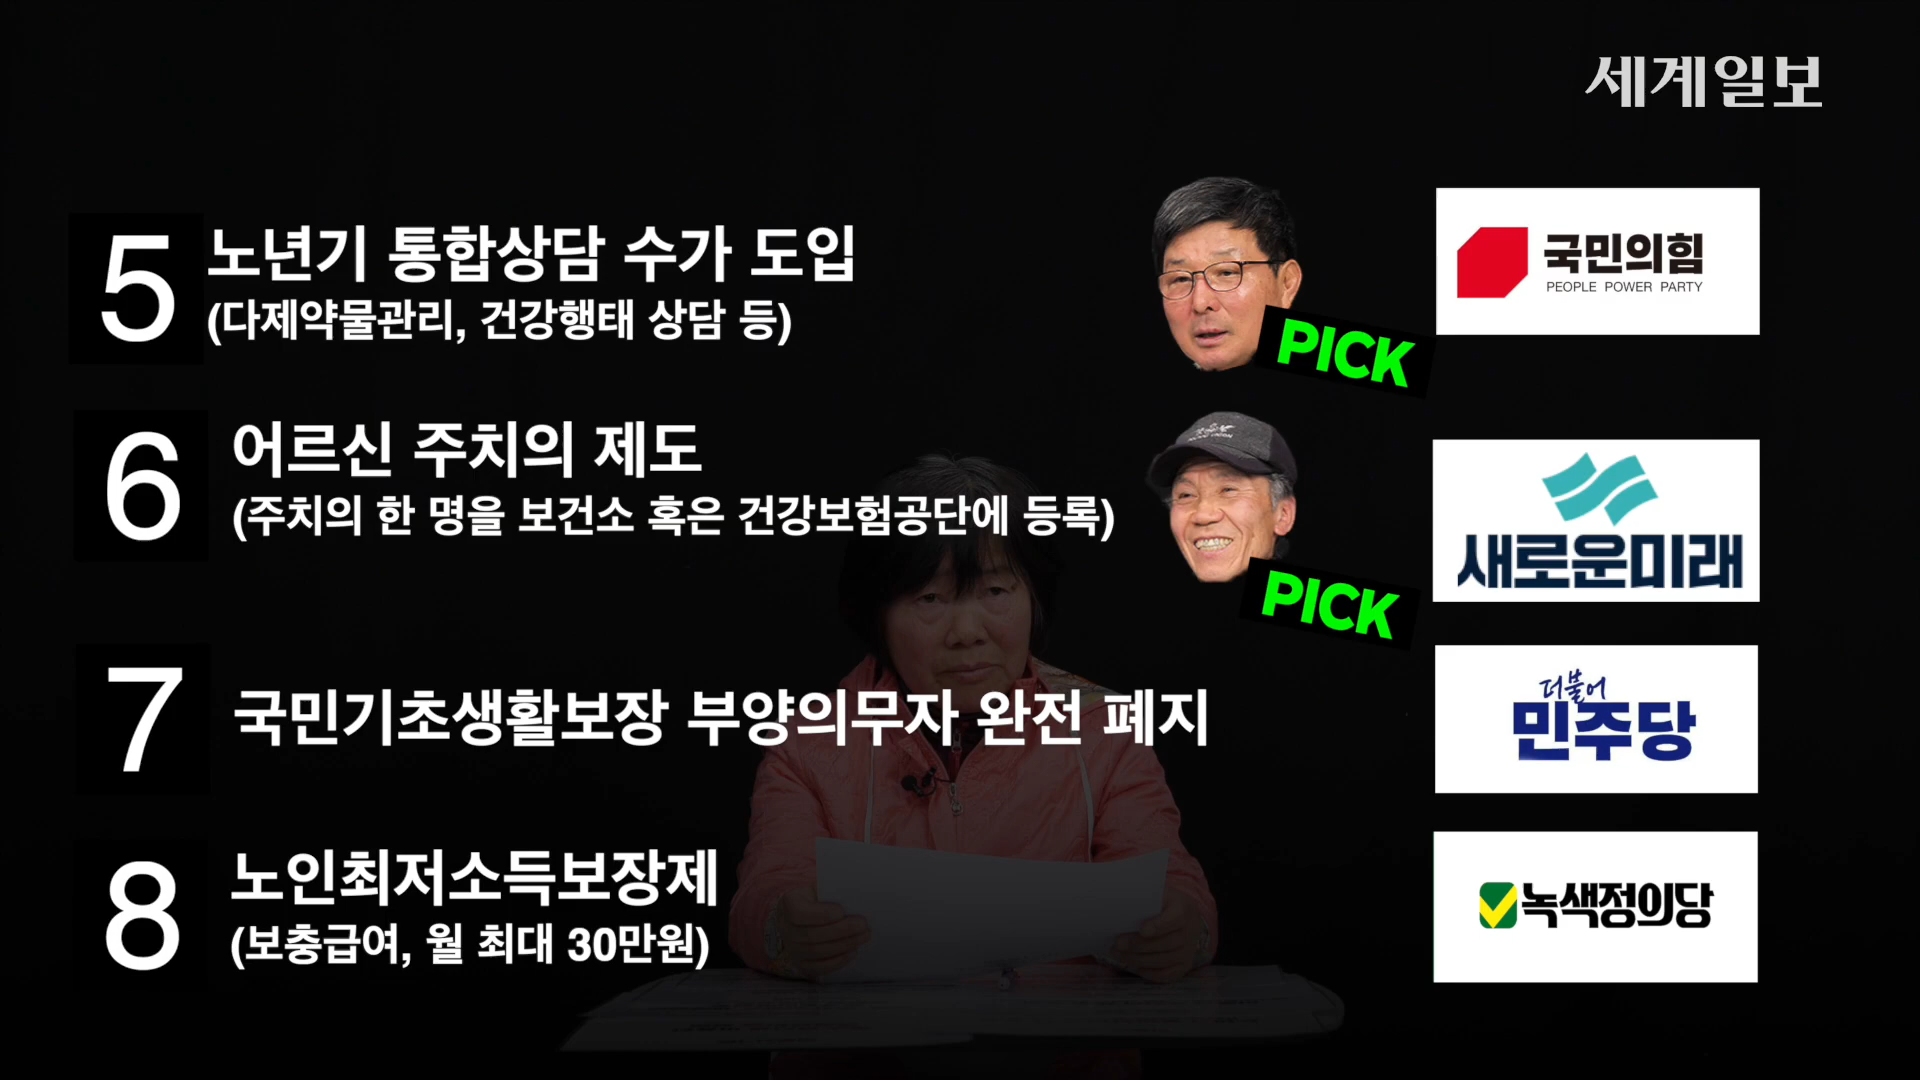 세계일보
5 노년기 통합상담 수가 도입
(다제약물관리, 건강행태 상담 등)
PICK
국민의힘
PEOPLE POWER PARTY
6 어르신 주치의 제도
(주치의 한 명을 보건소 혹은 건강보험공단에 등록)
PICK
새로운미래
7 국민기초생활보장 부양의무자 완전 폐지
더불어
민주당
8 노인최저소득보장제
(보충급여, 월 최대 30만원)
녹색정의당